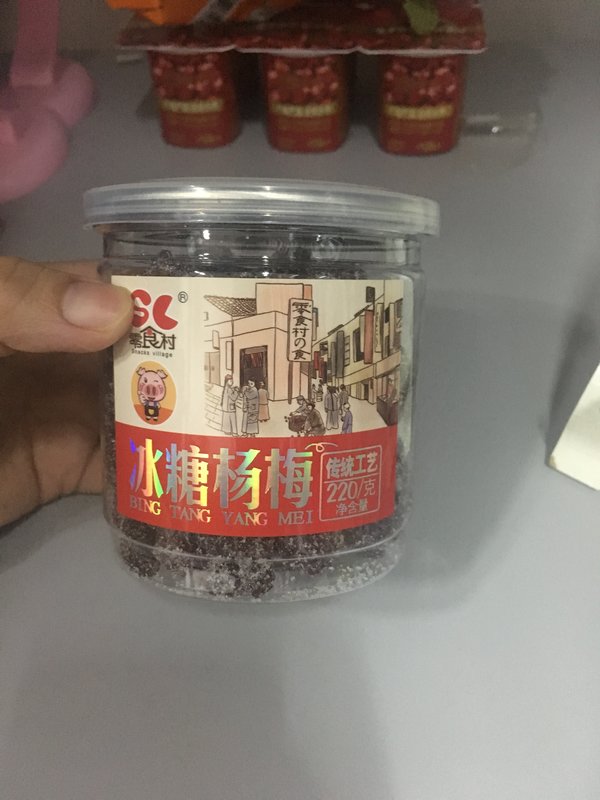 SC®
零食村
Snacks village
零食村の食
冰糖杨梅
BING TANG YANG MEI
传统工艺
220/克
净含量